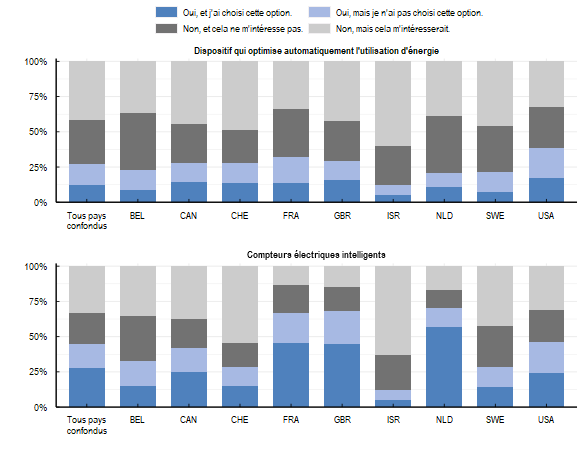 Oui, et j'ai choisi cette option. Oui, mais je n'ai pas choisi cette option.
Non, et cela ne m'intéresse pas. Non, mais cela m'intéresserait.
Dispositif qui optimise automatiquement l'utilisation d'énergie
100%
75%
50%
25%
0%
Tous pays confondus BEL CAN CHE FRA GBR ISR NLD SWE USA
Compteurs électriques intelligents
100%
75%
50%
25%
0%
Tous pays confondus BEL CAN CHE FRA GBR ISR NLD SWE USA